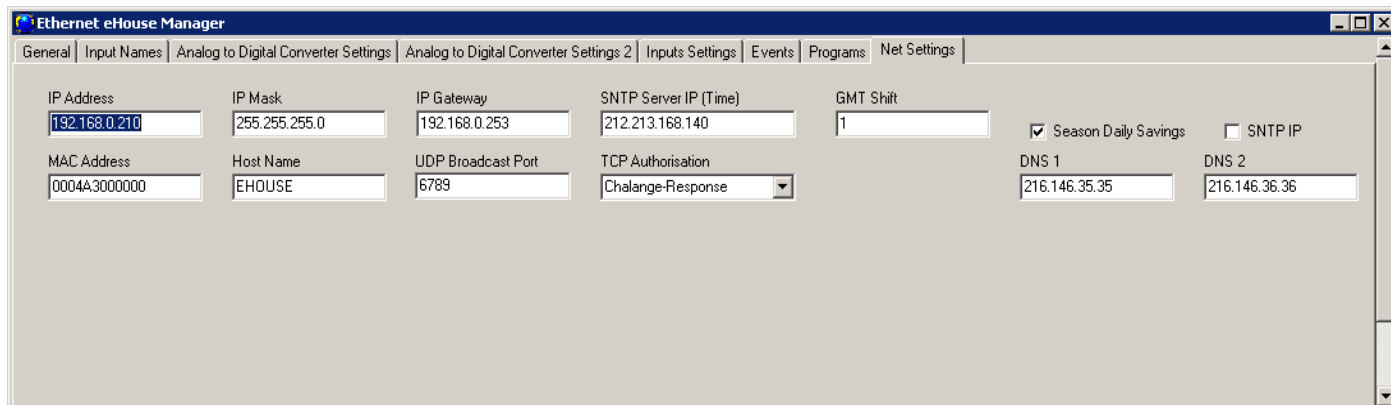 Ethernet eHouse Manager
General Input Names Analog to Digital Converter Settings Analog to Digital Converter Settings 2 Inputs Settings Events Programs Net Settings
IP Address IP Mask IP Gateway SNTP Server IP (Time) GMT Shift
192.168.0.210 255.255.255.0 192.168.0.253 212.213.168.140 1 Season Daily Savings SNTP IP
MAC Address Host Name UDP Broadcast Port TCP Authorisation DNS 1 DNS 2
0004A3000000 EHOUSE 6789 Chalange-Response 216.146.35.35 216.146.36.36